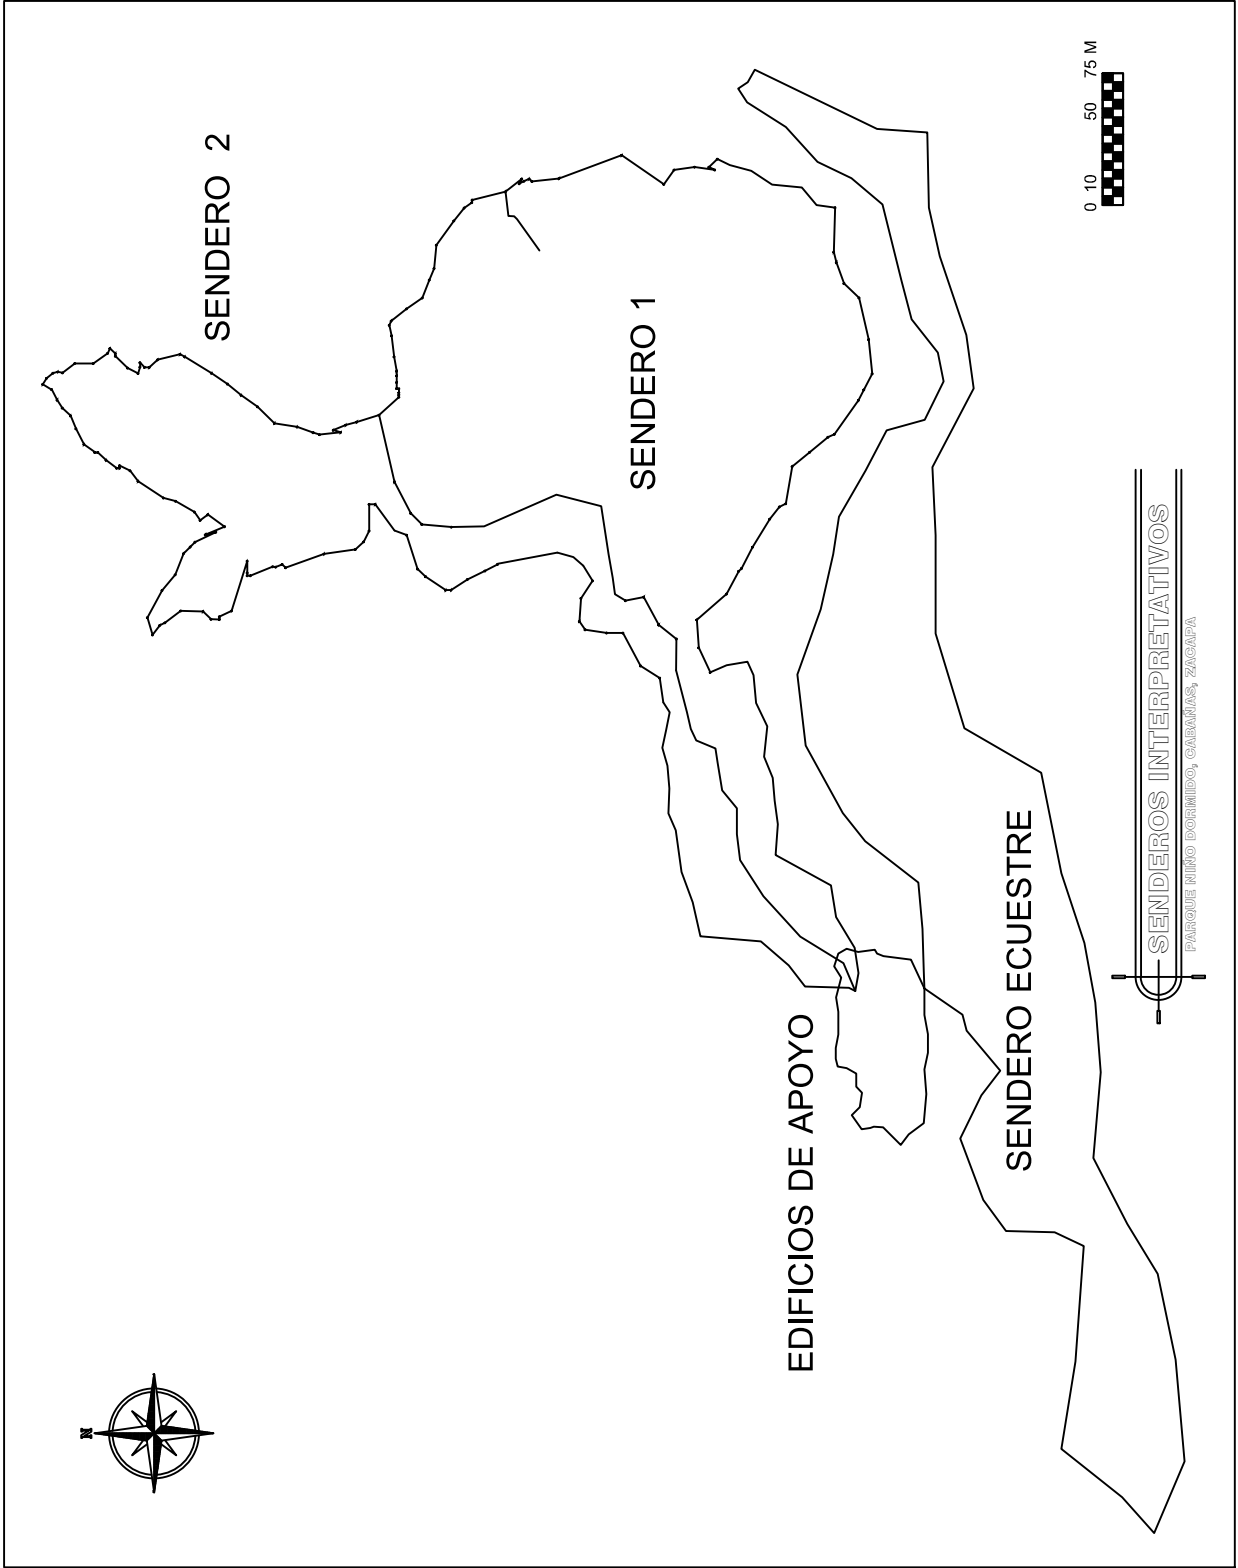 N
SENDERO 2
SENDERO 1
EDIFICIOS DE APOYO
SENDERO ECUESTRE
0 10 50 75 M
SENDEROS INTERPRETATIVOS
PARQUE NIÑO DORMIDO, CABAÑAS, ZACAPA